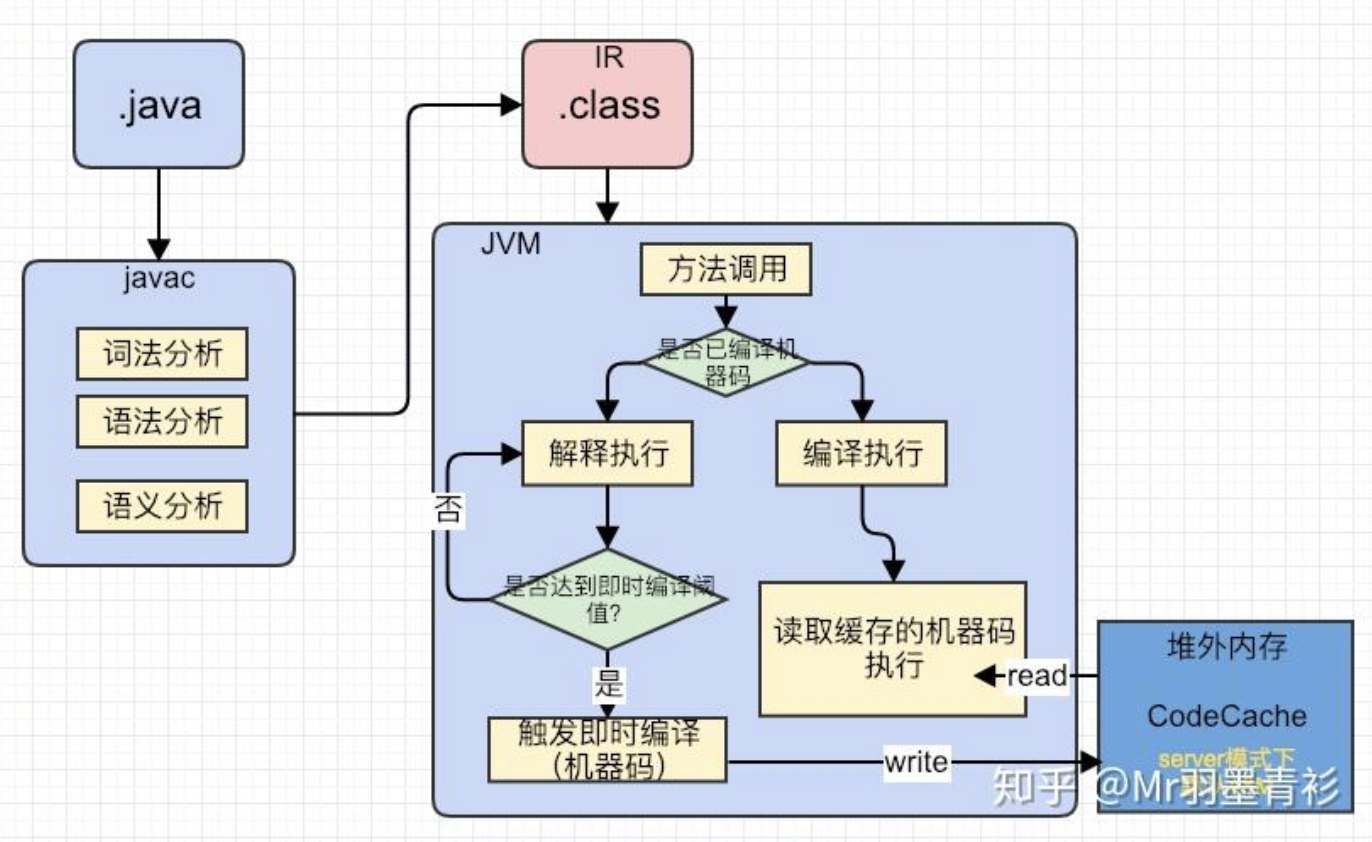 .java
IR
.class
javac
词法分析
语法分析
语义分析
JVM
方法调用
是否已编译机
器码
解释执行
编译执行
否
是否达到即时编译阈
值?
是
触发即时编译
（机器码）
读取缓存的机器码
执行
read
write
堆外内存
CodeCache
server模式下
知乎 @Mr羽墨青衫